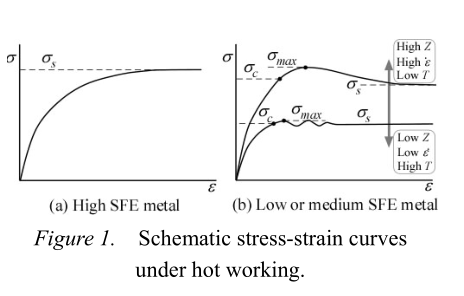 σ
σs
ε
(a) High SFE metal
σ
σc
σmax
σs
High Z
High ε̇
Low T
σc
σmax
σs
Low Z
Low ε̇
High T
ε
(b) Low or medium SFE metal
Figure 1. Schematic stress-strain curves
under hot working.